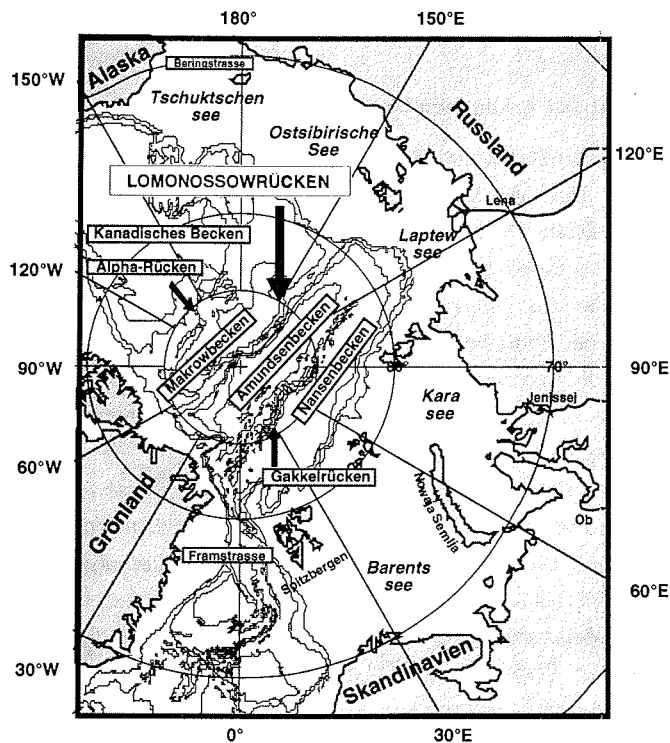 180°
150°E
150°W
Alaska
Beringstrasse
Tschuktschen
see
Ostsibirische
See
Russland
120°E
LOMONOSSOWRÜCKEN
Lena
Kanadisches Becken
Laptew
see
Alpha-Rücken
120°W
Makrowbecken
Amundsenbecken
Nansenbecken
90°W
80°
70°
90°E
Kara
see
Jenissej
60°W
Gakkelrücken
Grönland
Nowaja Semlja
Ob
Framstrasse
Spitzbergen
Barents
see
60°E
30°W
Skandinavien
0°
30°E